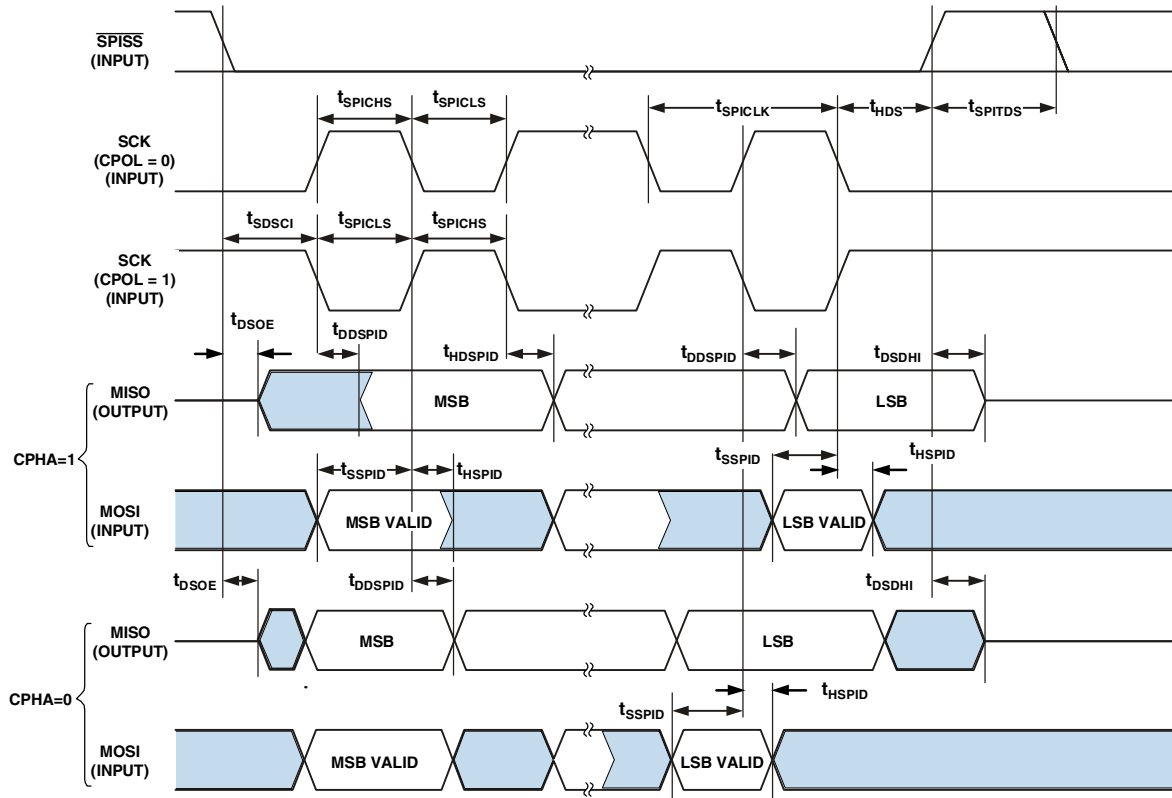 SPISS
(INPUT)
tSPICHS
tSPICLS
tSPICLK
tHDS
tSPITDS
SCK
(CPOL = 0)
(INPUT)
tSDSCI
tSPICLS
tSPICHS
SCK
(CPOL = 1)
(INPUT)
tDSOE
tDDSPID
tHDSPID
tDDSPID
tDSDHI
MISO
(OUTPUT)
MSB
LSB
CPHA=1
tSSPID
tHSPID
tSSPID
tHSPID
MOSI
(INPUT)
MSB VALID
LSB VALID
tDSOE
tDDSPID
tDSDHI
MISO
(OUTPUT)
MSB
LSB
CPHA=0
tSSPID
tHSPID
MOSI
(INPUT)
MSB VALID
LSB VALID